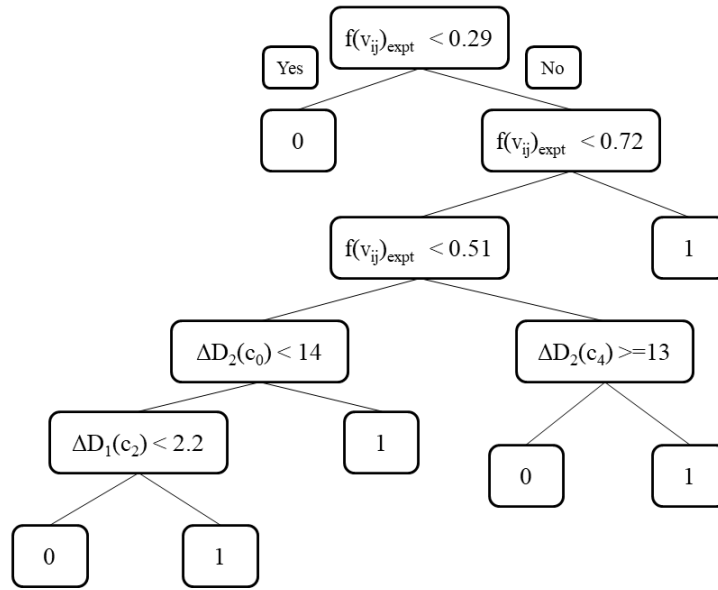 f(v_ij)_expt < 0.29
Yes
No
0
f(v_ij)_expt < 0.72
f(v_ij)_expt < 0.51
1
ΔD₂(c₀) < 14
ΔD₂(c₄) >=13
ΔD₁(c₂) < 2.2
1
0
1
0
1